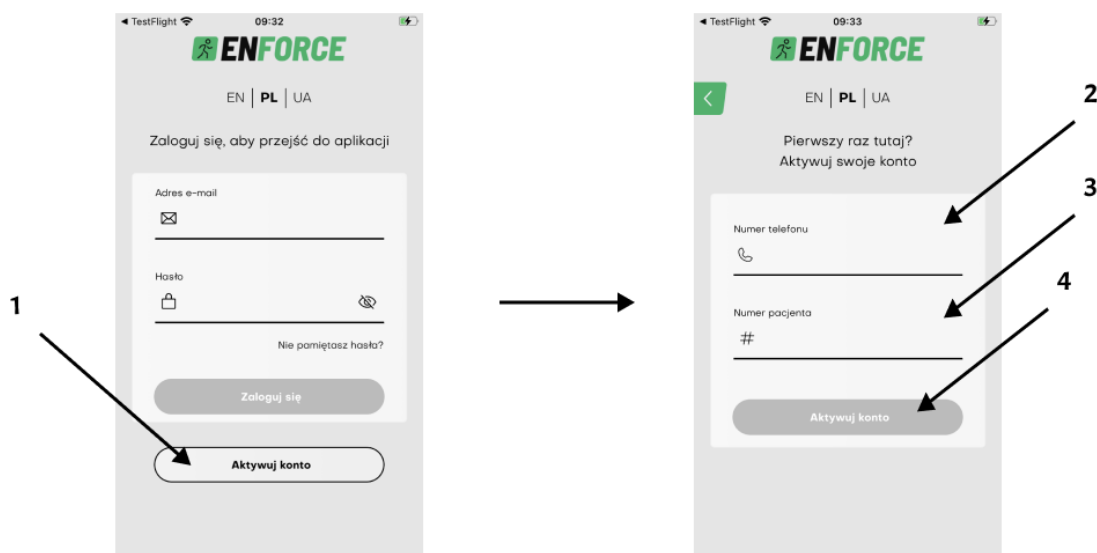 ◄ TestFlight 09:32
ENFORCE
EN | PL | UA
Zaloguj się, aby przejść do aplikacji
Adres e-mail
Hasło
Nie pamiętasz hasła?
Zaloguj się
Aktywuj konto
1
◄ TestFlight 09:33
ENFORCE
EN | PL | UA
Pierwszy raz tutaj?
Aktywuj swoje konto
Numer telefonu
Numer pacjenta
#
Aktywuj konto
2
3
4